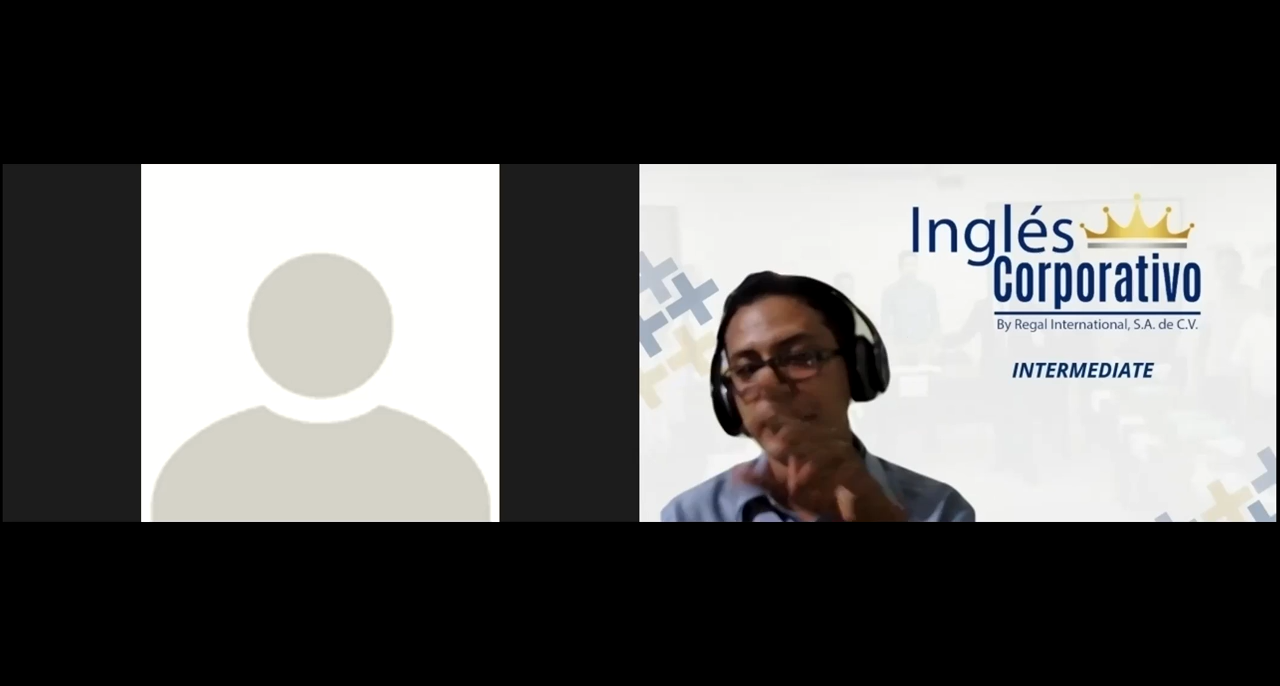 Inglés
Corporativo
By Regal International, S.A. de C.V.
INTERMEDIATE